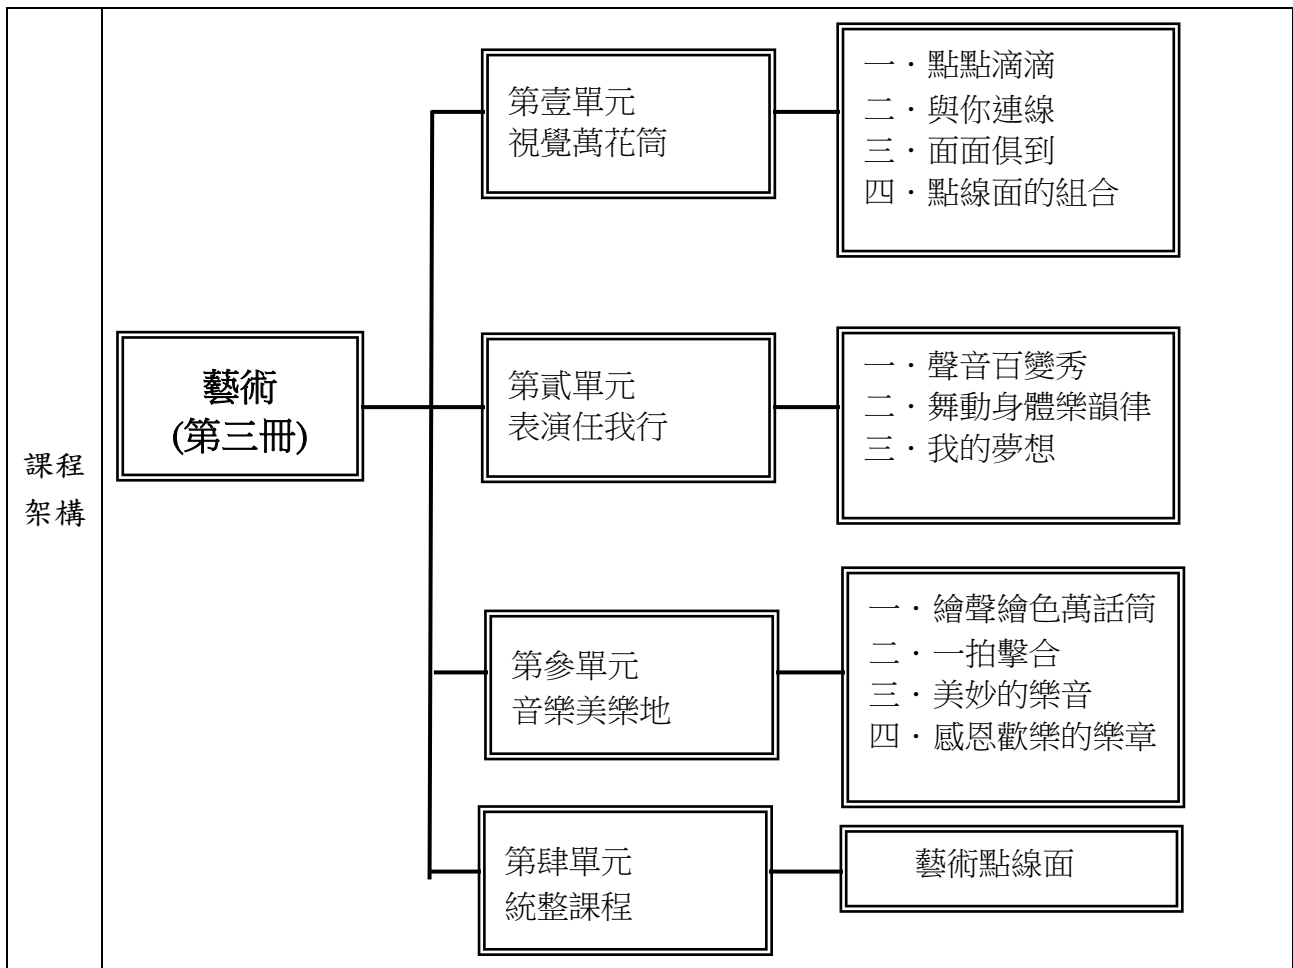 課程
架構
藝術
(第三冊)
第壹單元
視覺萬花筒
一．點點滴滴
二．與你連線
三．面面俱到
四．點線面的組合
第貳單元
表演任我行
一．聲音百變秀
二．舞動身體樂韻律
三．我的夢想
第參單元
音樂美樂地
一．繪聲繪色萬話筒
二．一拍擊合
三．美妙的樂音
四．感恩歡樂的樂章
第肆單元
統整課程
藝術點線面